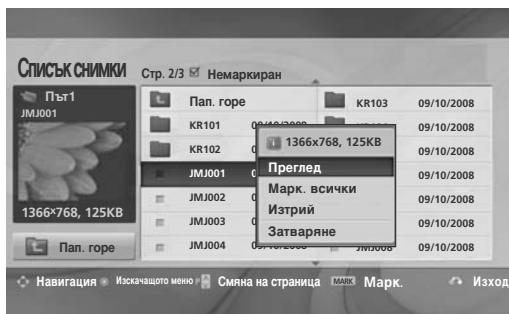 Списък снимки Стр. 2/3 Немаркиран
Път1
JMJ001
1366×768, 125KB
Пап. горе
Пап. горе
KR101
KR102
JMJ001
JMJ002
JMJ003
JMJ004
KR103 09/10/2008
09/10/2008
09/10/2008
09/10/2008
09/10/2008
09/10/2008
JMJ008 09/10/2008
1366x768, 125KB
Преглед
Марк. всички
Изтрий
Затваряне
Навигация Изскачащото меню Смяна на страница MARK Марк. Изход